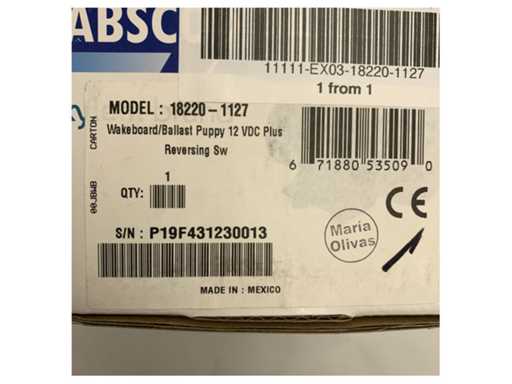 ABSC
11111-EX03-18220-1127
1 from 1
MODEL : 18220-1127
Wakeboard/Ballast Puppy 12 VDC Plus
Reversing Sw
CARTON
00JBWB
1
QTY:
6 71880 53509 0
CE
S/N : P19F431230013
Maria
Olivas
MADE IN : MEXICO